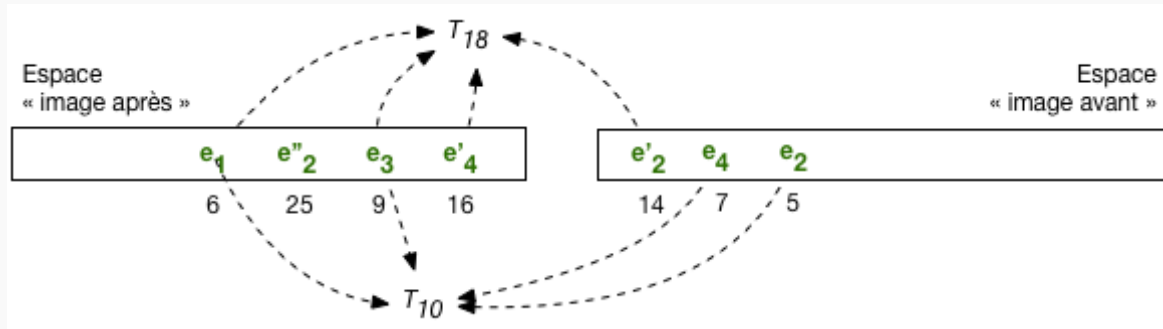 T18
Espace
« image après »
Espace
« image avant »
e1 e"2 e3 e'4 e'2 e4 e2
6 25 9 16 14 7 5
T10